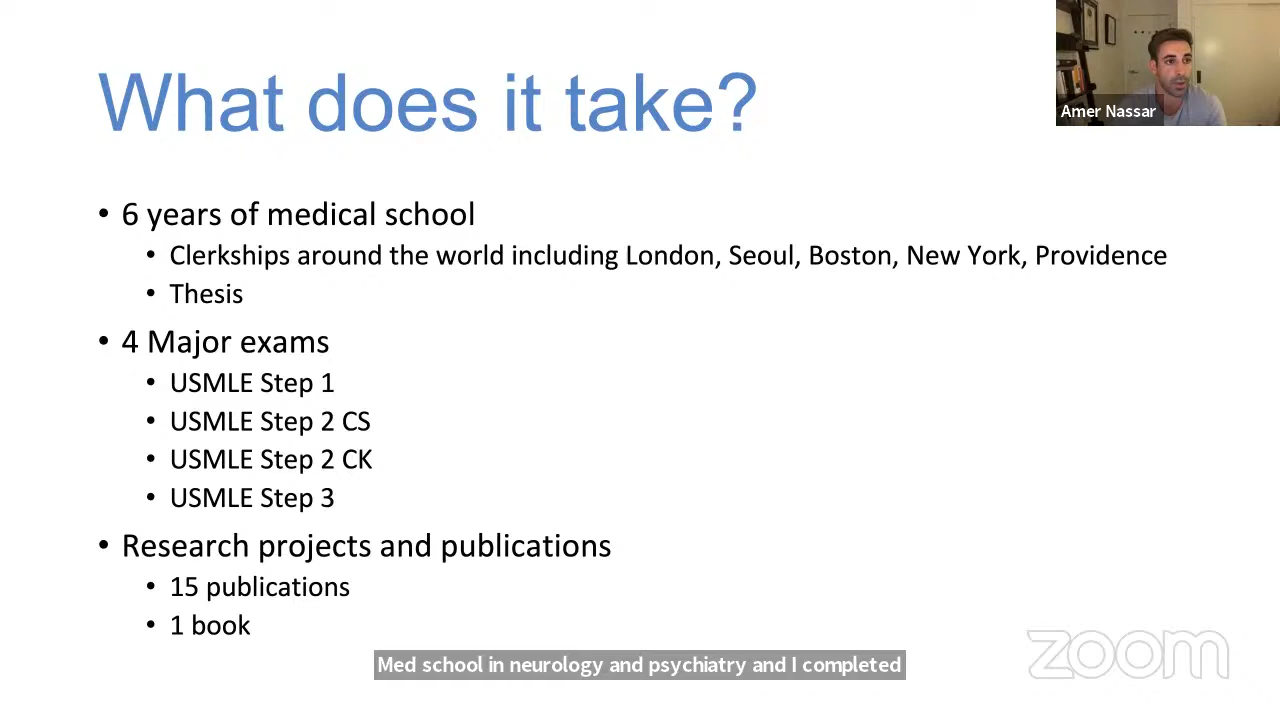 What does it take?
Amer Nassar
• 6 years of medical school
• Clerkships around the world including London, Seoul, Boston, New York, Providence
• Thesis
• 4 Major exams
• USMLE Step 1
• USMLE Step 2 CS
• USMLE Step 2 CK
• USMLE Step 3
• Research projects and publications
• 15 publications
• 1 book
Med school in neurology and psychiatry and I completed
zoom